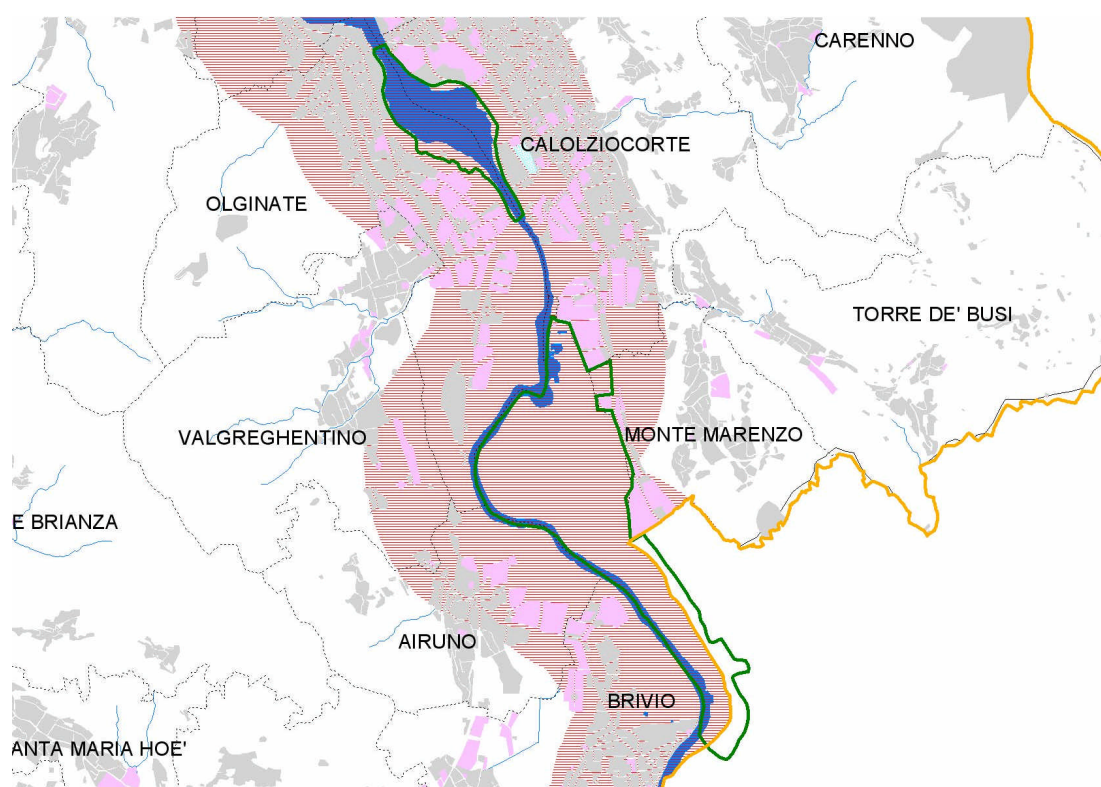 CARENNO
CALOLZIOCORTE
OLGINATE
TORRE DE' BUSI
VALGREGHENTINO
MONTE MARENZO
E BRIANZA
AIRUNO
BRIVIO
ANTA MARIA HOE'